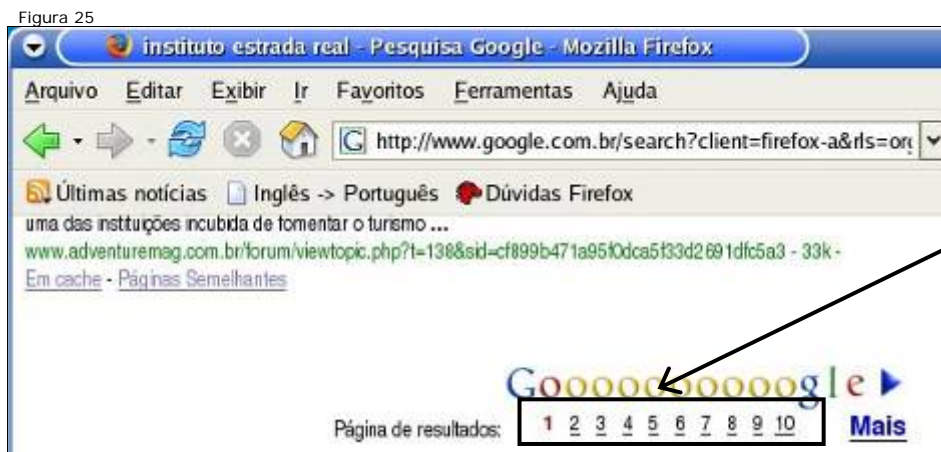 Figura 25
instituto estrada real - Pesquisa Google - Mozilla Firefox
Arquivo Editar Exibir Ir Favoritos Ferramentas Ajuda
G http://www.google.com.br/search?client=firefox-a&rls=org
Últimas notícias Inglês -> Português Dúvidas Firefox
uma das instituições incubida de fomentar o turismo ...
www.adventuremag.com.br/forum/viewtopic.php?t=138&sid=cf899b471a95f0dca5f33d2691dfc5a3 - 33k -
Em cache - Páginas Semelhantes
Goooooooooogle
Página de resultados: 1 2 3 4 5 6 7 8 9 10 Mais